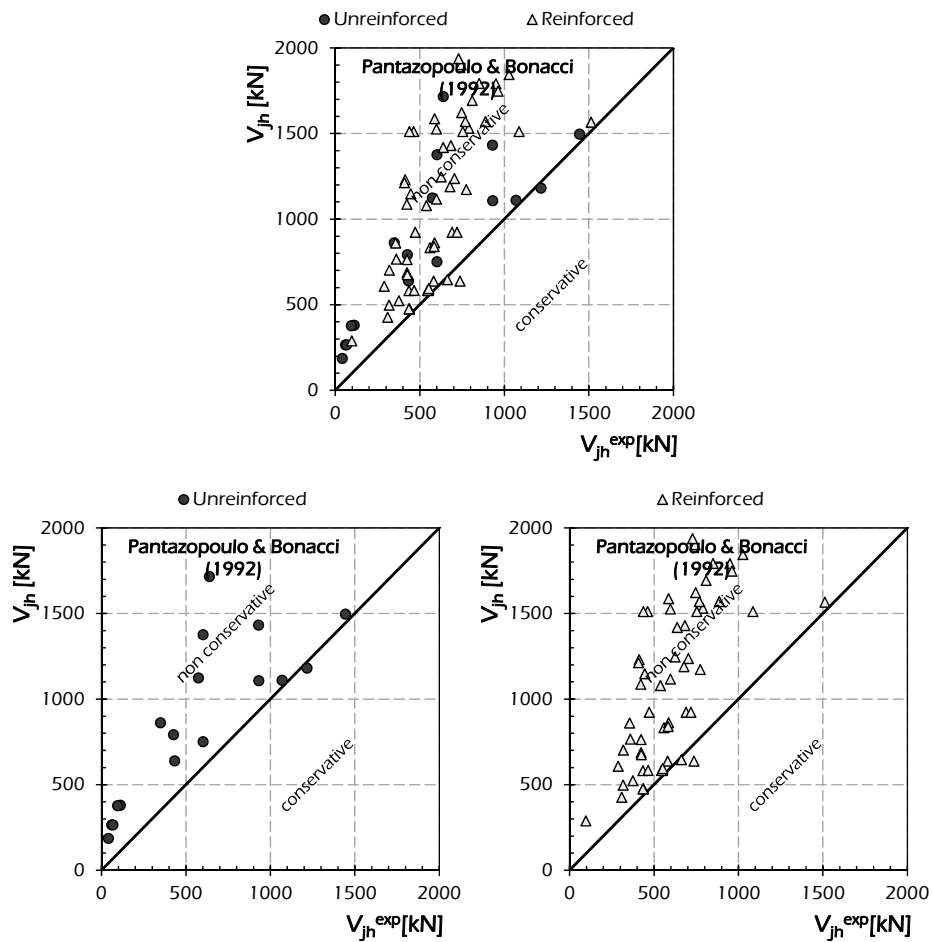 Unreinforced Reinforced
2000
1500
1000
500
0
V_jh [kN]
Pantazopoulo & Bonacci
(1992)
non conservative
conservative
0 500 1000 1500 2000
V_jh^exp[kN]
Unreinforced
2000
1500
1000
500
0
V_jh [kN]
Pantazopoulo & Bonacci
(1992)
non conservative
conservative
0 500 1000 1500 2000
V_jh^exp[kN]
Reinforced
2000
1500
1000
500
0
V_jh [kN]
Pantazopoulo & Bonacci
(1992)
non conservative
conservative
0 500 1000 1500 2000
V_jh^exp[kN]